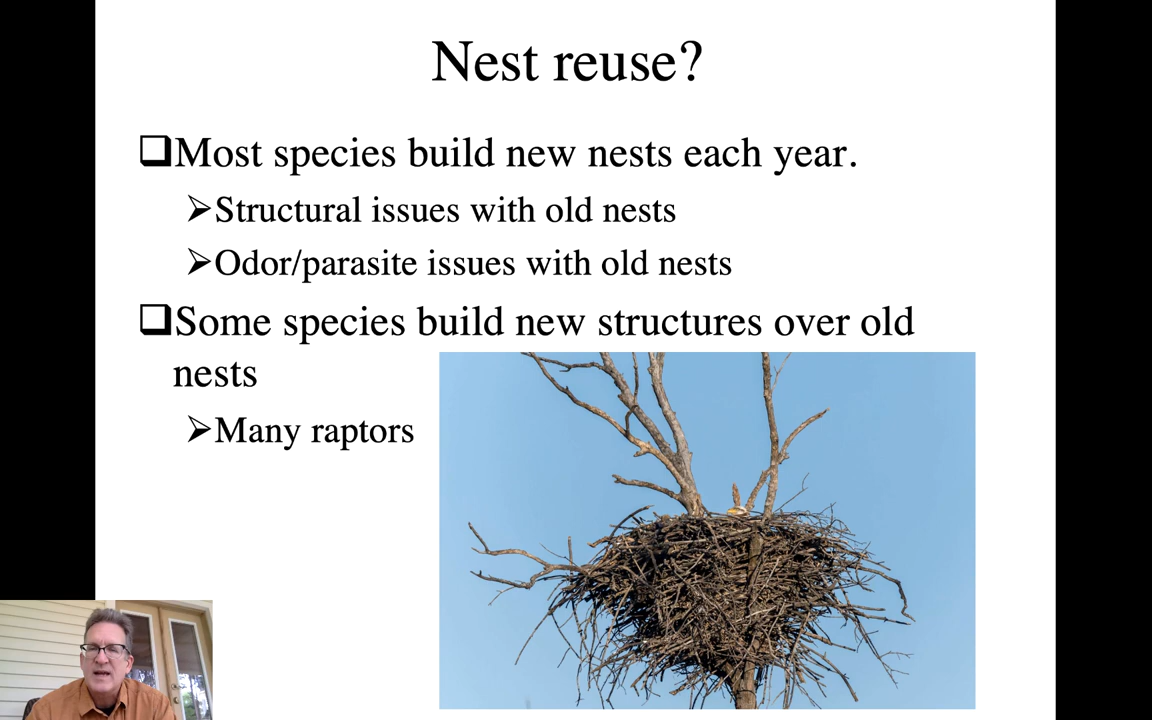 Nest reuse?
❑Most species build new nests each year.
➢Structural issues with old nests
➢Odor/parasite issues with old nests
❑Some species build new structures over old
nests
➢Many raptors